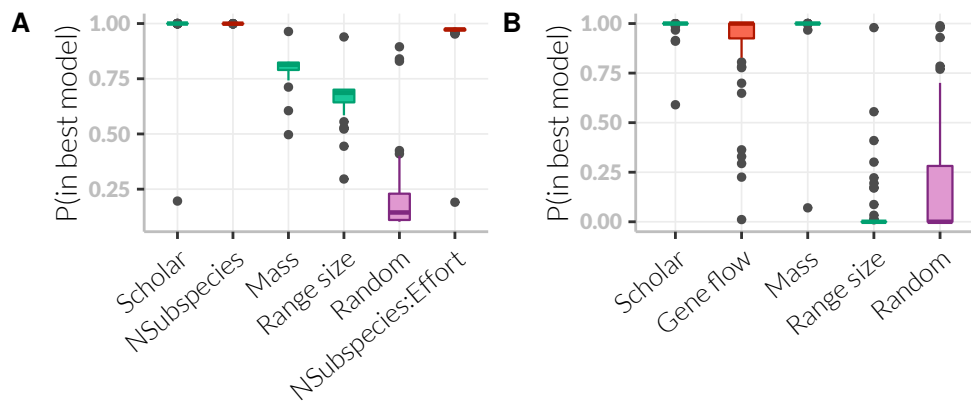 A
P(in best model)
1.00
0.75
0.50
0.25
Scholar
NSubspecies
Mass
Range size
Random
NSubspecies:Effort
B
P(in best model)
1.00
0.75
0.50
0.25
0.00
Scholar
Gene flow
Mass
Range size
Random